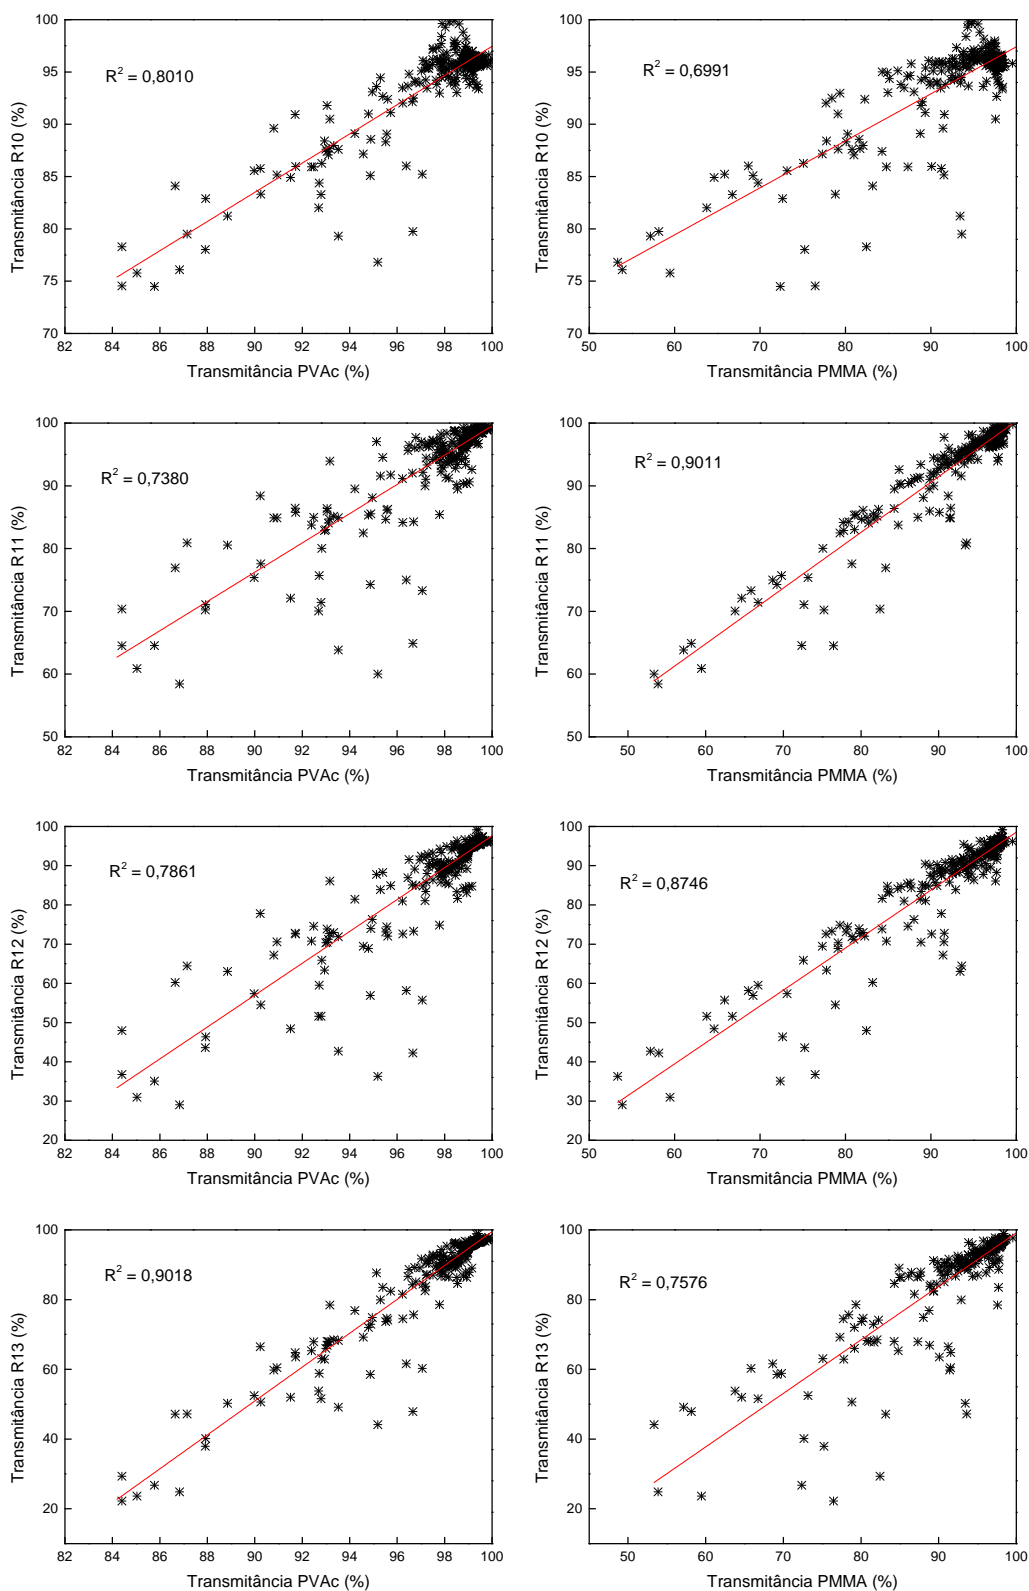 100
95
90
85
80
75
70
Transmitância R10 (%)
R² = 0,8010
82 84 86 88 90 92 94 96 98 100
Transmitância PVAc (%)
100
95
90
85
80
75
70
Transmitância R10 (%)
R² = 0,6991
50 60 70 80 90 100
Transmitância PMMA (%)
100
90
80
70
60
50
Transmitância R11 (%)
R² = 0,7380
82 84 86 88 90 92 94 96 98 100
Transmitância PVAc (%)
100
90
80
70
60
50
Transmitância R11 (%)
R² = 0,9011
50 60 70 80 90 100
Transmitância PMMA (%)
100
90
80
70
60
50
40
30
20
Transmitância R12 (%)
R² = 0,7861
82 84 86 88 90 92 94 96 98 100
Transmitância PVAc (%)
100
90
80
70
60
50
40
30
20
Transmitância R12 (%)
R² = 0,8746
50 60 70 80 90 100
Transmitância PMMA (%)
100
80
60
40
20
Transmitância R13 (%)
R² = 0,9018
82 84 86 88 90 92 94 96 98 100
Transmitância PVAc (%)
100
80
60
40
20
Transmitância R13 (%)
R² = 0,7576
50 60 70 80 90 100
Transmitância PMMA (%)